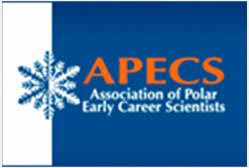 APECS
Association of Polar
Early Career Scientists